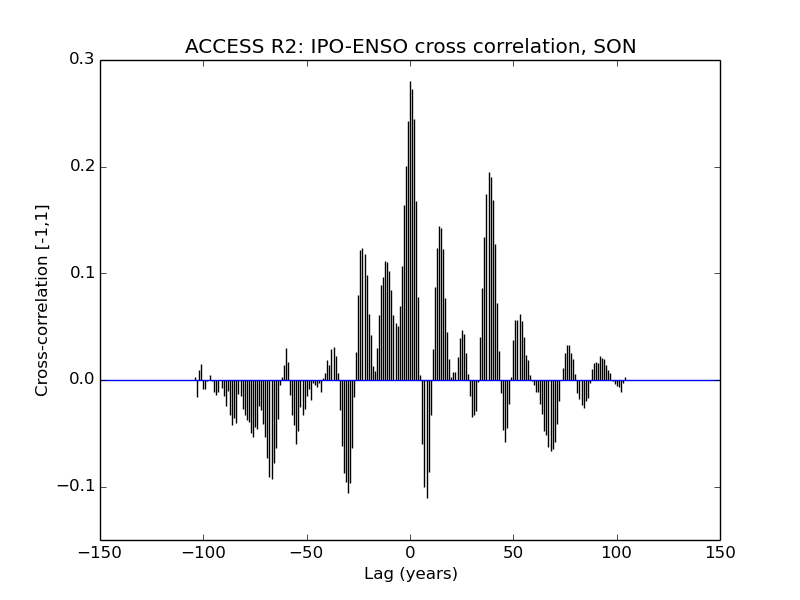 ACCESS R2: IPO-ENSO cross correlation, SON
0.3
0.2
0.1
0.0
−0.1
Cross-correlation [-1,1]
−150 −100 −50 0 50 100 150
Lag (years)